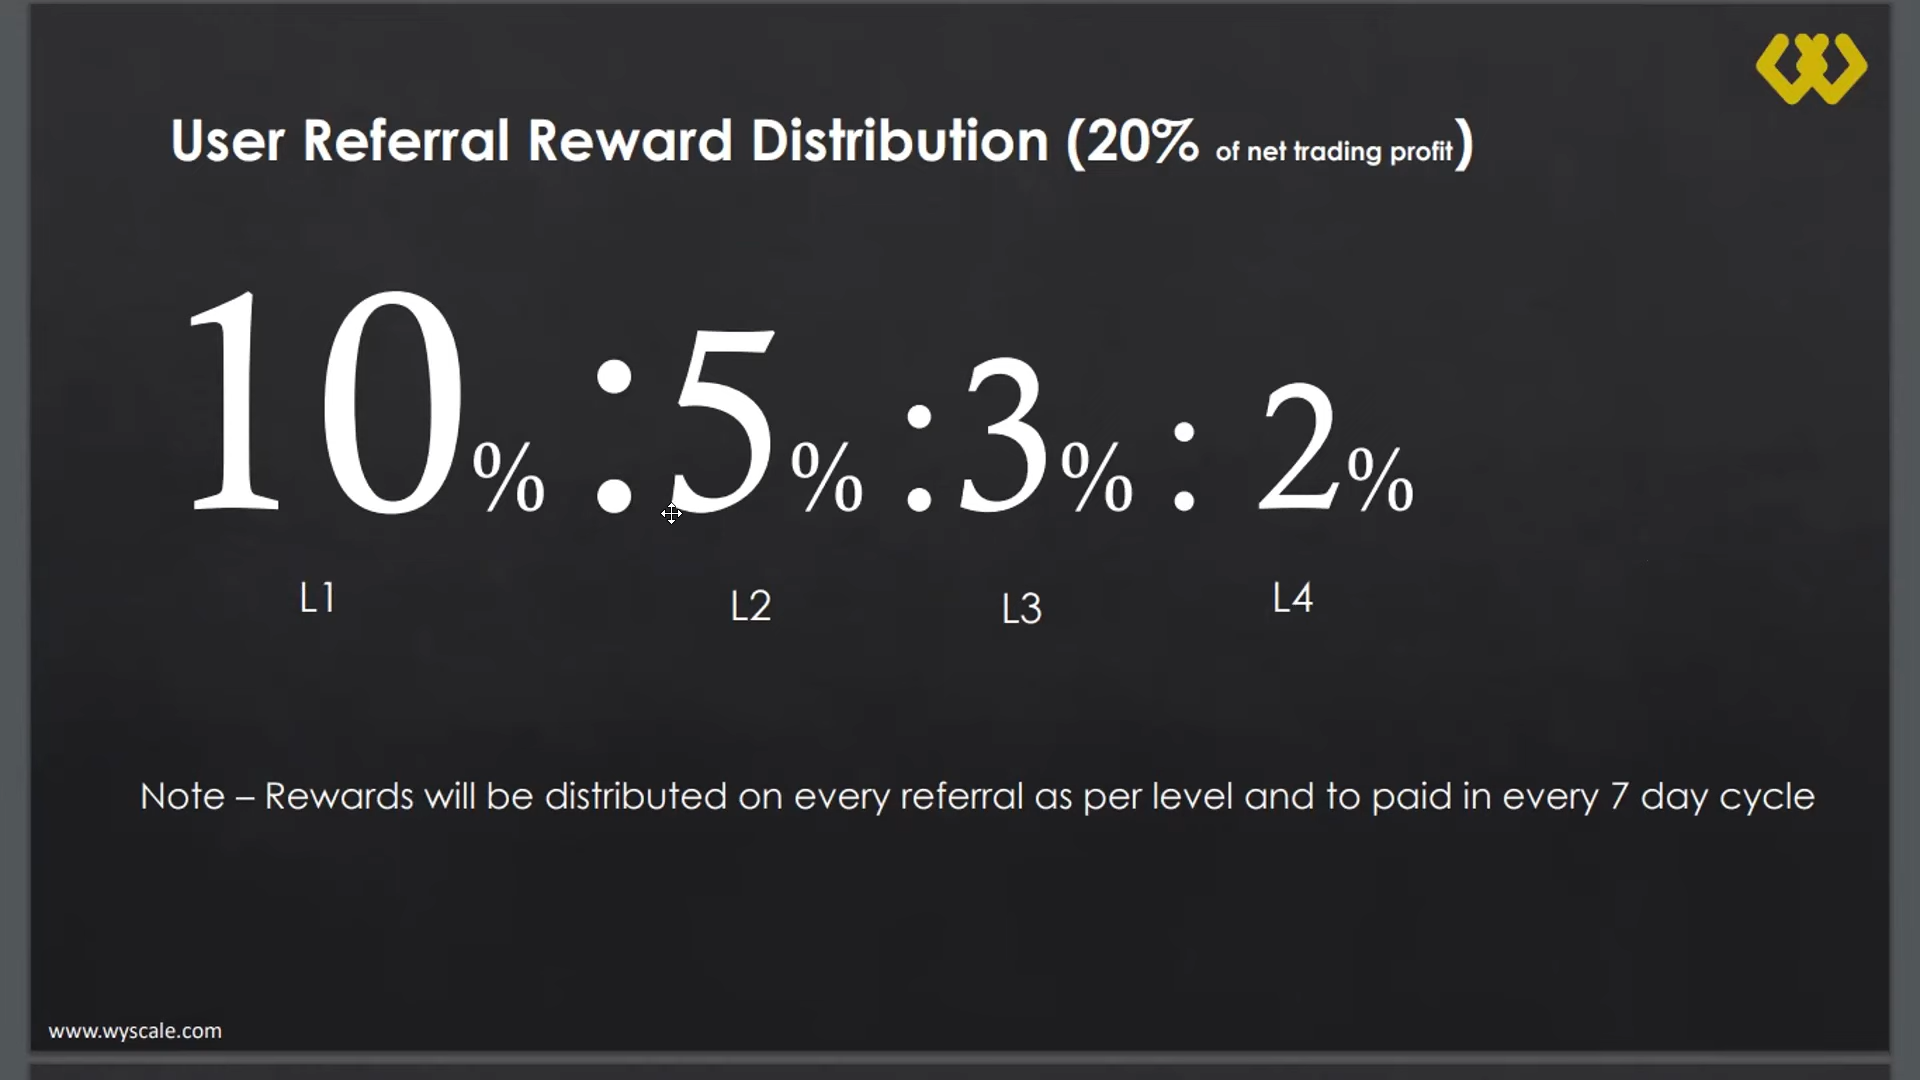 User Referral Reward Distribution (20% of net trading profit)
10% :5% :3% : 2%
L1 L2 L3 L4
Note – Rewards will be distributed on every referral as per level and to paid in every 7 day cycle
www.wyscale.com